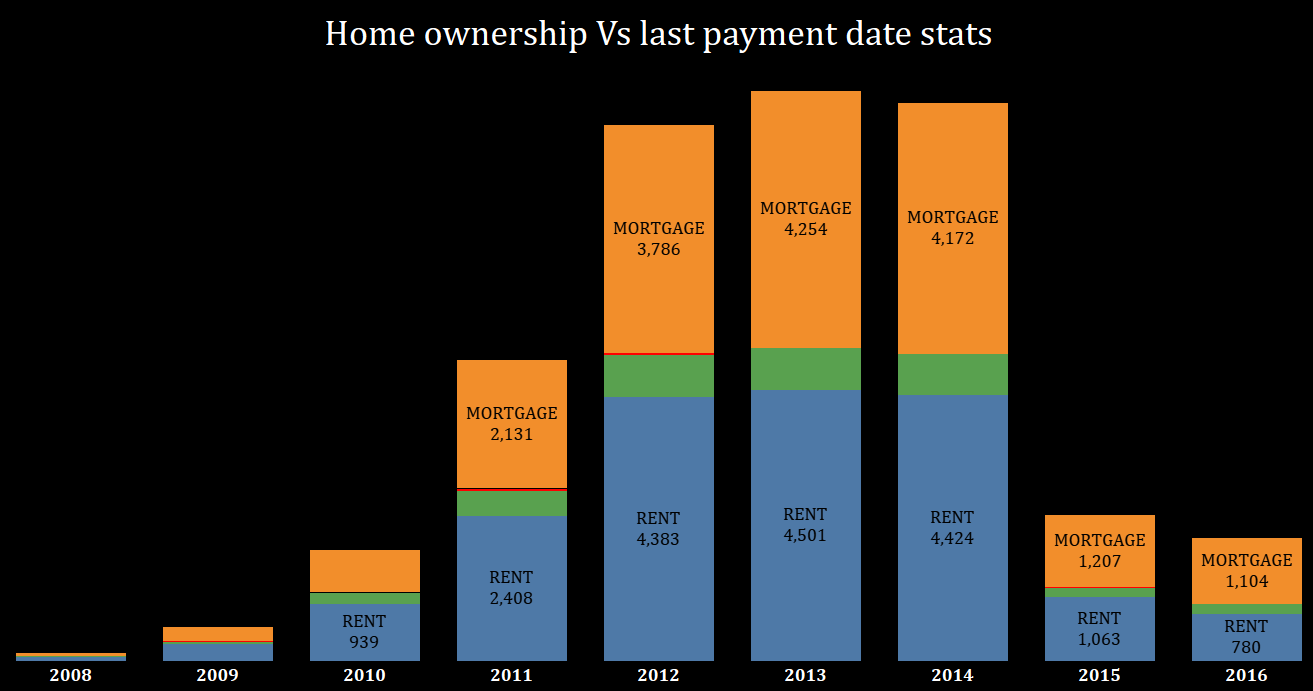 Home ownership Vs last payment date stats
MORTGAGE
4,254
MORTGAGE
4,172
MORTGAGE
3,786
MORTGAGE
2,131
RENT
4,501
RENT
4,424
RENT
4,383
MORTGAGE
1,207
MORTGAGE
1,104
RENT
2,408
RENT
939
RENT
1,063
RENT
780
2008 2009 2010 2011 2012 2013 2014 2015 2016